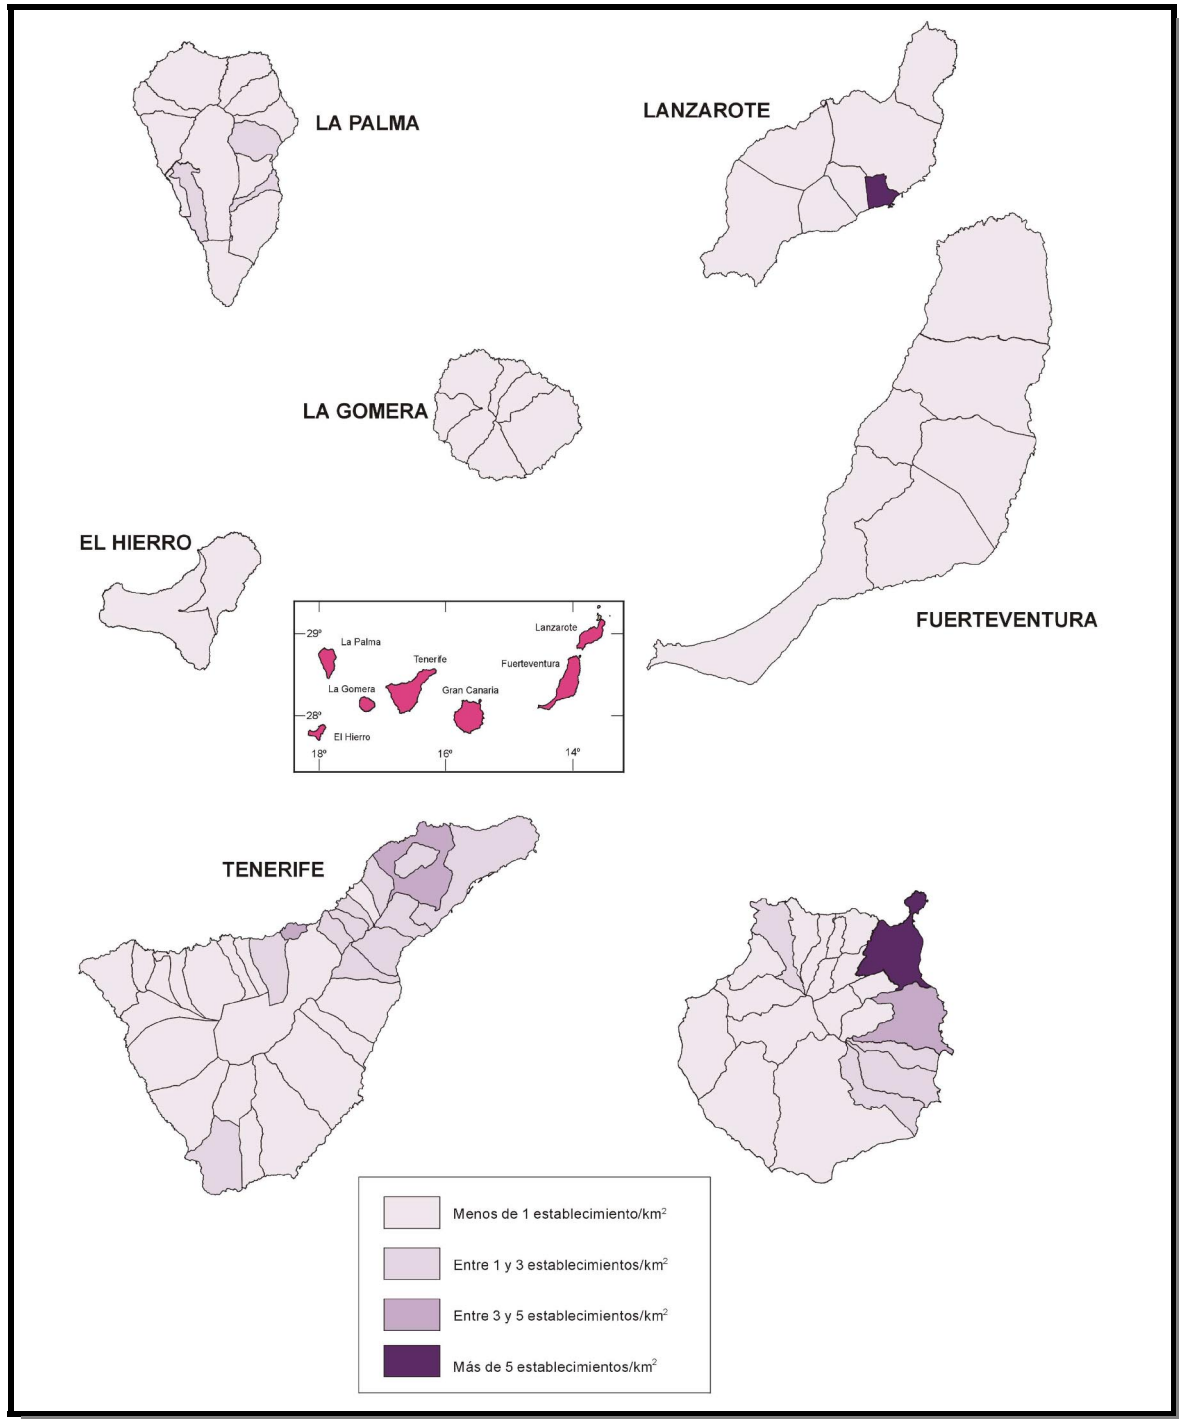 LANZAROTE
LA PALMA
LA GOMERA
EL HIERRO
FUERTEVENTURA
29º
28º
18º
16º
14º
La Palma
Tenerife
Lanzarote
Fuerteventura
La Gomera
Gran Canaria
El Hierro
TENERIFE
Menos de 1 establecimiento/km²
Entre 1 y 3 establecimientos/km²
Entre 3 y 5 establecimientos/km²
Más de 5 establecimientos/km²